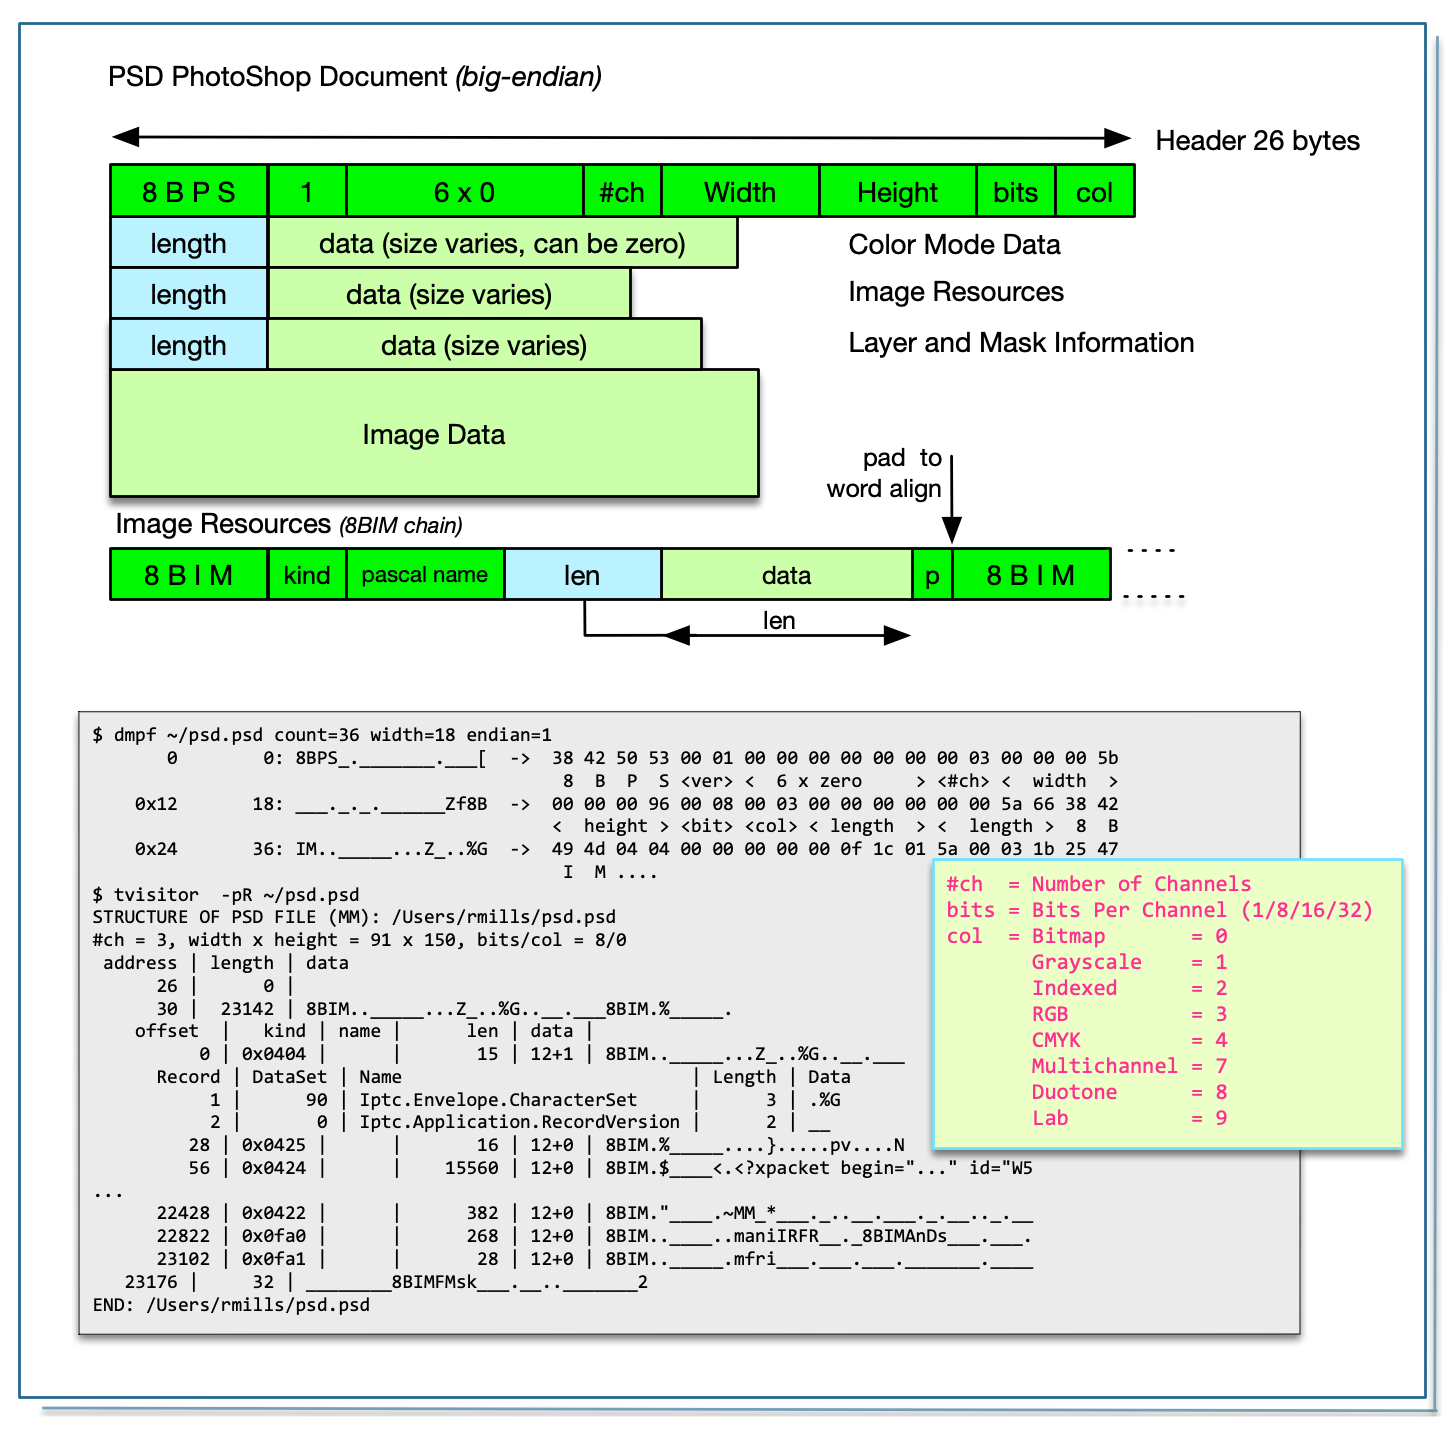 PSD PhotoShop Document (big-endian)
Header 26 bytes
8 B P S 1 6 x 0 #ch Width Height bits col
length data (size varies, can be zero) Color Mode Data
length data (size varies) Image Resources
length data (size varies) Layer and Mask Information
Image Data
pad to
word align
Image Resources (8BIM chain)
8 B I M kind pascal name len data p 8 B I M
len
$ dmpf ~/psd.psd count=36 width=18 endian=1
0 0: 8BPS_._______.___[ -> 38 42 50 53 00 01 00 00 00 00 00 00 00 03 00 00 00 5b
8 B P S <ver> < 6 x zero > <#ch> < width >
0x12 18: ___._._.______Zf8B -> 00 00 00 96 00 08 00 03 00 00 00 00 00 00 5a 66 38 42
< height > <bit> <col> < length > < length > 8 B
0x24 36: IM.._____...Z_..%G -> 49 4d 04 04 00 00 00 00 00 0f 1c 01 5a 00 03 1b 25 47
I M ....
$ tvisitor -pR ~/psd.psd
STRUCTURE OF PSD FILE (MM): /Users/rmills/psd.psd
#ch = 3, width x height = 91 x 150, bits/col = 8/0
address | length | data
26 | 0 |
30 | 23142 | 8BIM.._____...Z_..%G..__.___8BIM.%_____.
offset | kind | name | len | data |
0 | 0x0404 | | 15 | 12+1 | 8BIM.._____...Z_..%G..__.___
Record | DataSet | Name | Length | Data
1 | 90 | Iptc.Envelope.CharacterSet | 3 | .%G
2 | 0 | Iptc.Application.RecordVersion | 2 | __
28 | 0x0425 | | 16 | 12+0 | 8BIM.%_____....}.....pv....N
56 | 0x0424 | | 15560 | 12+0 | 8BIM.$____<.<?xpacket begin="..." id="W5
...
22428 | 0x0422 | | 382 | 12+0 | 8BIM."____.~MM_*___._..__.___._.__.._.__
22822 | 0x0fa0 | | 268 | 12+0 | 8BIM..____..maniIRFR__._8BIMAnDs___.___.
23102 | 0x0fa1 | | 28 | 12+0 | 8BIM.._____.mfri___.___.___._______.____
23176 | 32 | ________8BIMFMsk___.__.._______2
END: /Users/rmills/psd.psd
#ch = Number of Channels
bits = Bits Per Channel (1/8/16/32)
col = Bitmap = 0
Grayscale = 1
Indexed = 2
RGB = 3
CMYK = 4
Multichannel = 7
Duotone = 8
Lab = 9